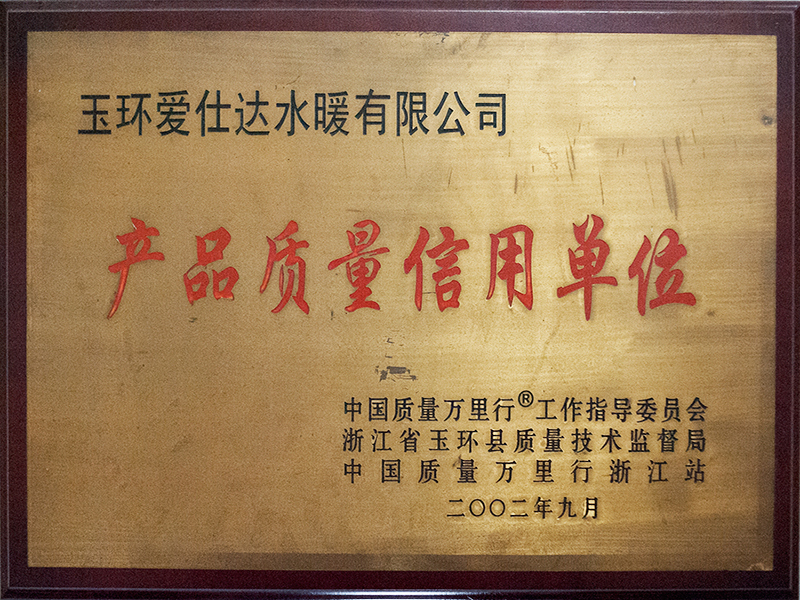 玉环爱仕达水暖有限公司
产品质量信用单位
中国质量万里行®工作指导委员会
浙江省玉环县质量技术监督局
中国质量万里行浙江站
二〇〇二年九月